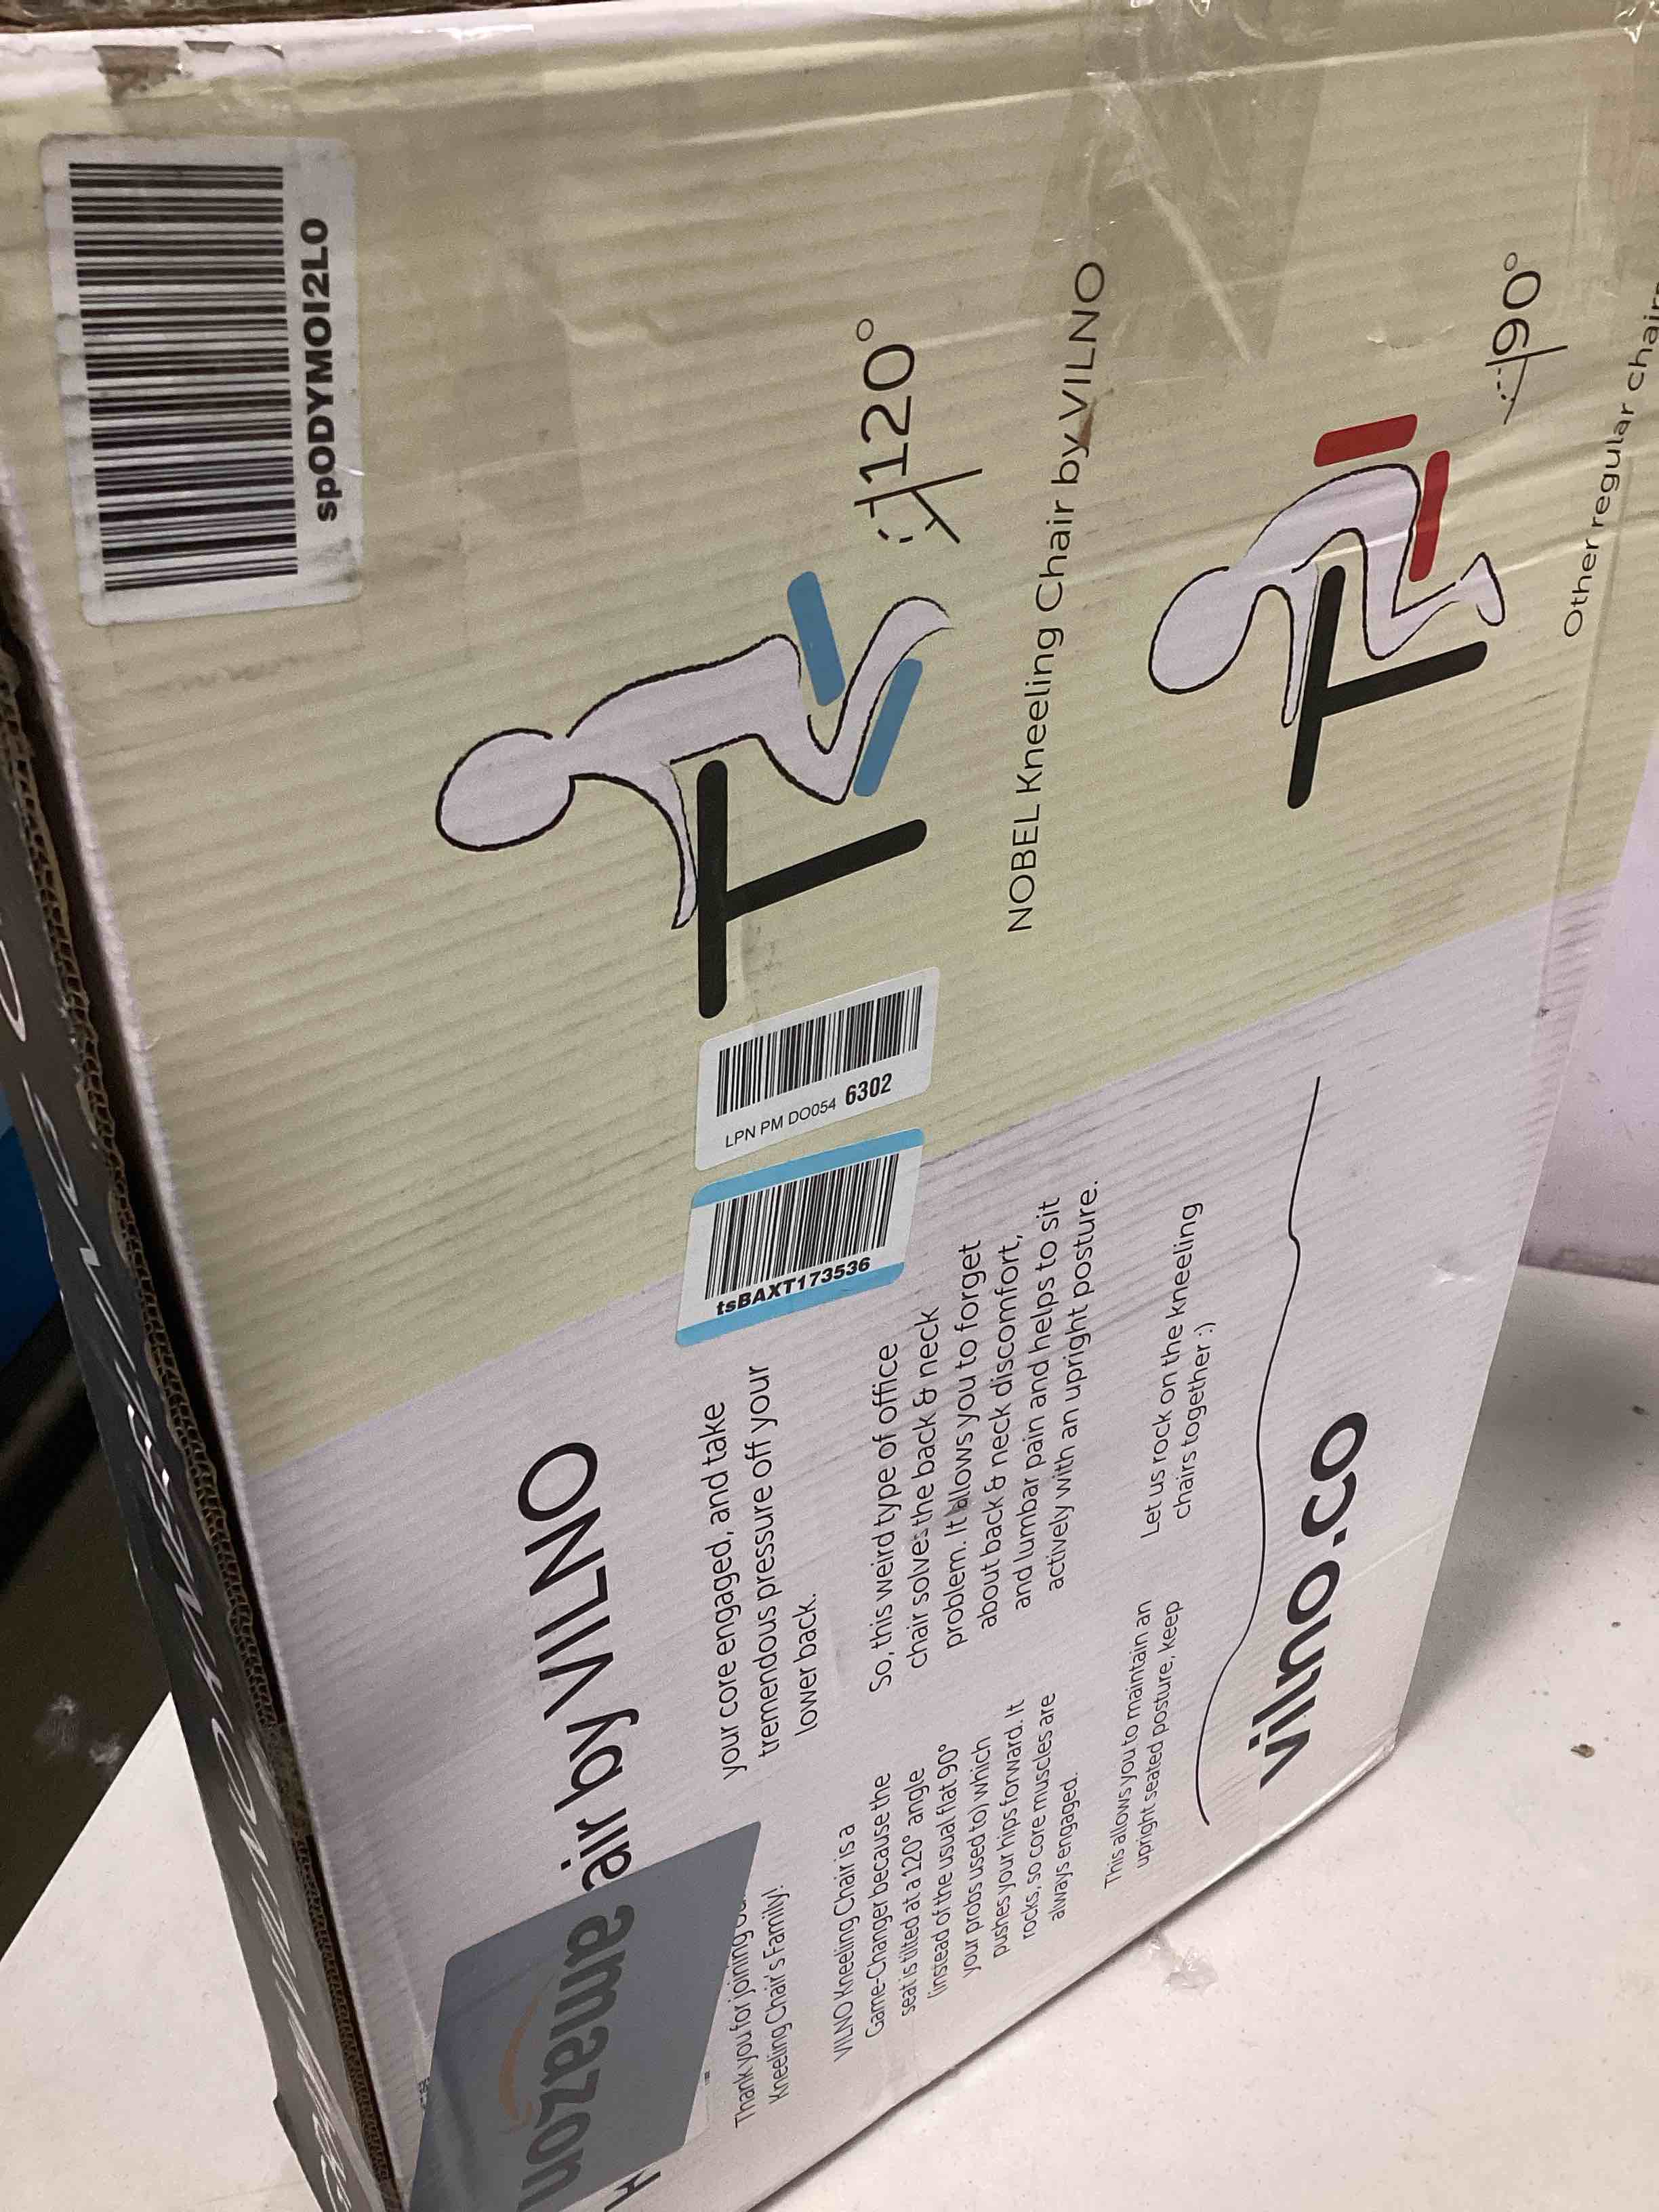 spODYMOI2L0
120°
NOBEL Kneeling Chair by VILNO
90°
Other regular chairs
LPN PM DO054 6302
tsBAXT173536
amazon
air by VILNO
Thank you for joining
Kneeling Chair's Family!
VILNO Kneeling Chair is a
Game-Changer because the
seat is tilted at a 120° angle
(instead of the usual flat 90°
your probs used to) which
pushes your hips forward. It
rocks, so core muscles are
always engaged.
This allows you to maintain an
upright seated posture, keep
your core engaged, and take
tremendous pressure off your
lower back.
So, this weird type of office
chair solves the back & neck
problem. It allows you to forget
about back & neck discomfort,
and lumbar pain and helps to sit
actively with an upright posture.
Let us rock on the kneeling
chairs together :)
vilno.co